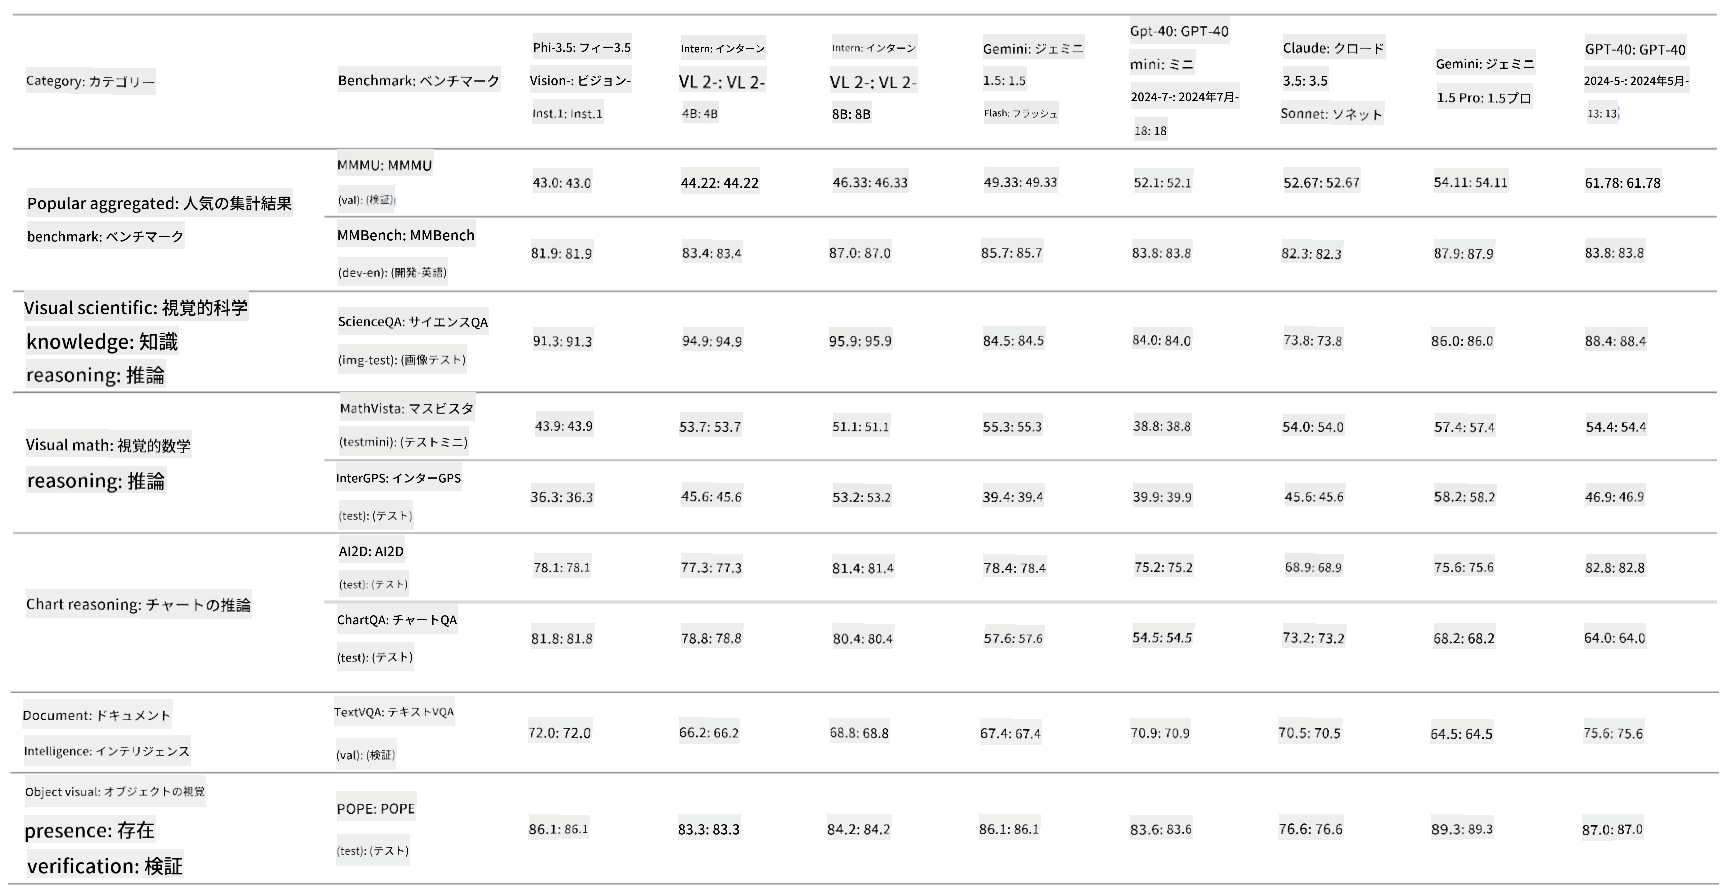 Category: カテゴリー
Benchmark: ベンチマーク
Phi-3.5: フィー3.5
Vision-: ビジョン-
Inst.1: Inst.1
Intern: インターン
VL 2-: VL 2-
4B: 4B
Intern: インターン
VL 2-: VL 2-
8B: 8B
Gemini: ジェミニ
1.5: 1.5
Flash: フラッシュ
Gpt-40: GPT-40
mini: ミニ
2024-7-: 2024年7月-
18: 18
Claude: クロード
3.5: 3.5
Sonnet: ソネット
Gemini: ジェミニ
1.5 Pro: 1.5プロ
GPT-40: GPT-40
2024-5-: 2024年5月-
13: 13
Popular aggregated: 人気の集計結果
benchmark: ベンチマーク
MMMU: MMMU
(val): (検証)
43.0: 43.0
44.22: 44.22
46.33: 46.33
49.33: 49.33
52.1: 52.1
52.67: 52.67
54.11: 54.11
61.78: 61.78
MMBench: MMBench
(dev-en): (開発-英語)
81.9: 81.9
83.4: 83.4
87.0: 87.0
85.7: 85.7
83.8: 83.8
82.3: 82.3
87.9: 87.9
83.8: 83.8
Visual scientific: 視覚的科学
knowledge: 知識
reasoning: 推論
ScienceQA: サイエンスQA
(img-test): (画像テスト)
91.3: 91.3
94.9: 94.9
95.9: 95.9
84.5: 84.5
84.0: 84.0
73.8: 73.8
86.0: 86.0
88.4: 88.4
Visual math: 視覚的数学
reasoning: 推論
MathVista: マスビスタ
(testmini): (テストミニ)
43.9: 43.9
53.7: 53.7
51.1: 51.1
55.3: 55.3
38.8: 38.8
54.0: 54.0
57.4: 57.4
54.4: 54.4
InterGPS: インターGPS
(test): (テスト)
36.3: 36.3
45.6: 45.6
53.2: 53.2
39.4: 39.4
39.9: 39.9
45.6: 45.6
58.2: 58.2
46.9: 46.9
Chart reasoning: チャートの推論
AI2D: AI2D
(test): (テスト)
78.1: 78.1
77.3: 77.3
81.4: 81.4
78.4: 78.4
75.2: 75.2
68.9: 68.9
75.6: 75.6
82.8: 82.8
ChartQA: チャートQA
(test): (テスト)
81.8: 81.8
78.8: 78.8
80.4: 80.4
57.6: 57.6
54.5: 54.5
73.2: 73.2
68.2: 68.2
64.0: 64.0
Document: ドキュメント
Intelligence: インテリジェンス
TextVQA: テキストVQA
(val): (検証)
72.0: 72.0
66.2: 66.2
68.8: 68.8
67.4: 67.4
70.9: 70.9
70.5: 70.5
64.5: 64.5
75.6: 75.6
Object visual: オブジェクトの視覚
presence: 存在
verification: 検証
POPE: POPE
(test): (テスト)
86.1: 86.1
83.3: 83.3
84.2: 84.2
86.1: 86.1
83.6: 83.6
76.6: 76.6
89.3: 89.3
87.0: 87.0